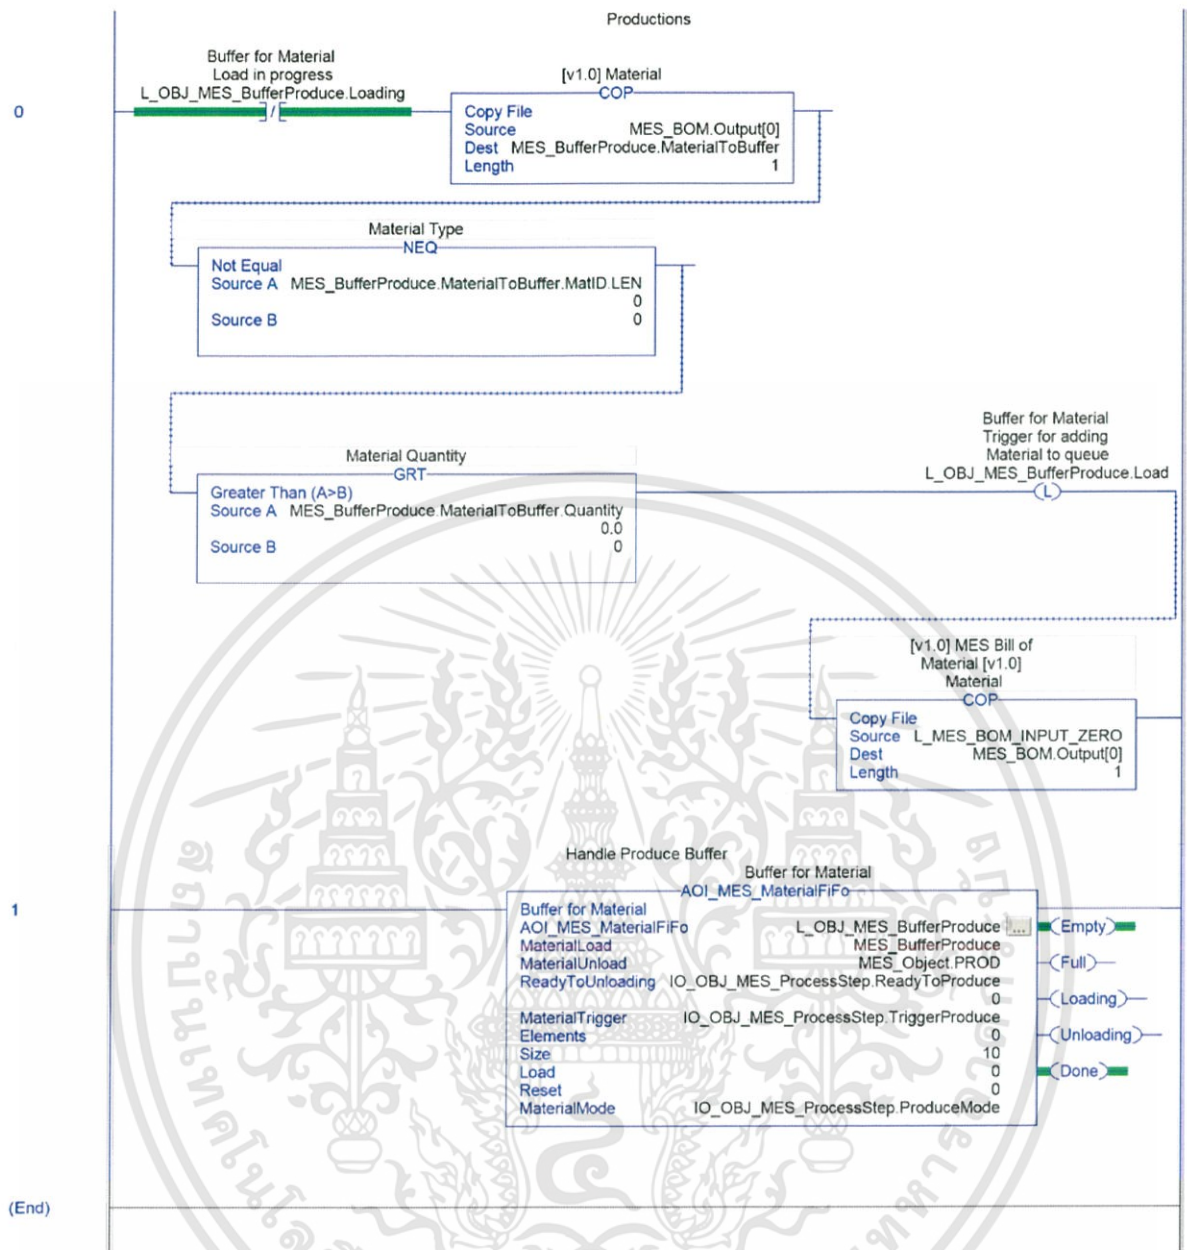 Productions
Buffer for Material
Load in progress
L_OBJ_MES_BufferProduce.Loading
[v1.0] Material
COP
0
Copy File
Source MES_BOM.Output[0]
Dest MES_BufferProduce.MaterialToBuffer
Length 1
Material Type
NEQ
Not Equal
Source A MES_BufferProduce.MaterialToBuffer.MatID.LEN
0
Source B 0
Material Quantity
GRT
Greater Than (A>B)
Source A MES_BufferProduce.MaterialToBuffer.Quantity
0.0
Source B 0
Buffer for Material
Trigger for adding
Material to queue
L_OBJ_MES_BufferProduce.Load
L
[v1.0] MES Bill of
Material [v1.0]
Material
COP
Copy File
Source L_MES_BOM_INPUT_ZERO
Dest MES_BOM.Output[0]
Length 1
Handle Produce Buffer
Buffer for Material
AOI_MES_MaterialFiFo
1
Buffer for Material
AOI_MES_MaterialFiFo L_OBJ_MES_BufferProduce ... Empty
MaterialLoad MES_BufferProduce
MaterialUnload MES_Object.PROD Full
ReadyToUnloading IO_OBJ_MES_ProcessStep.ReadyToProduce
0 Loading
MaterialTrigger IO_OBJ_MES_ProcessStep.TriggerProduce
Elements 0 Unloading
Size 10
Load 0 Done
Reset 0
MaterialMode IO_OBJ_MES_ProcessStep.ProduceMode
(End)